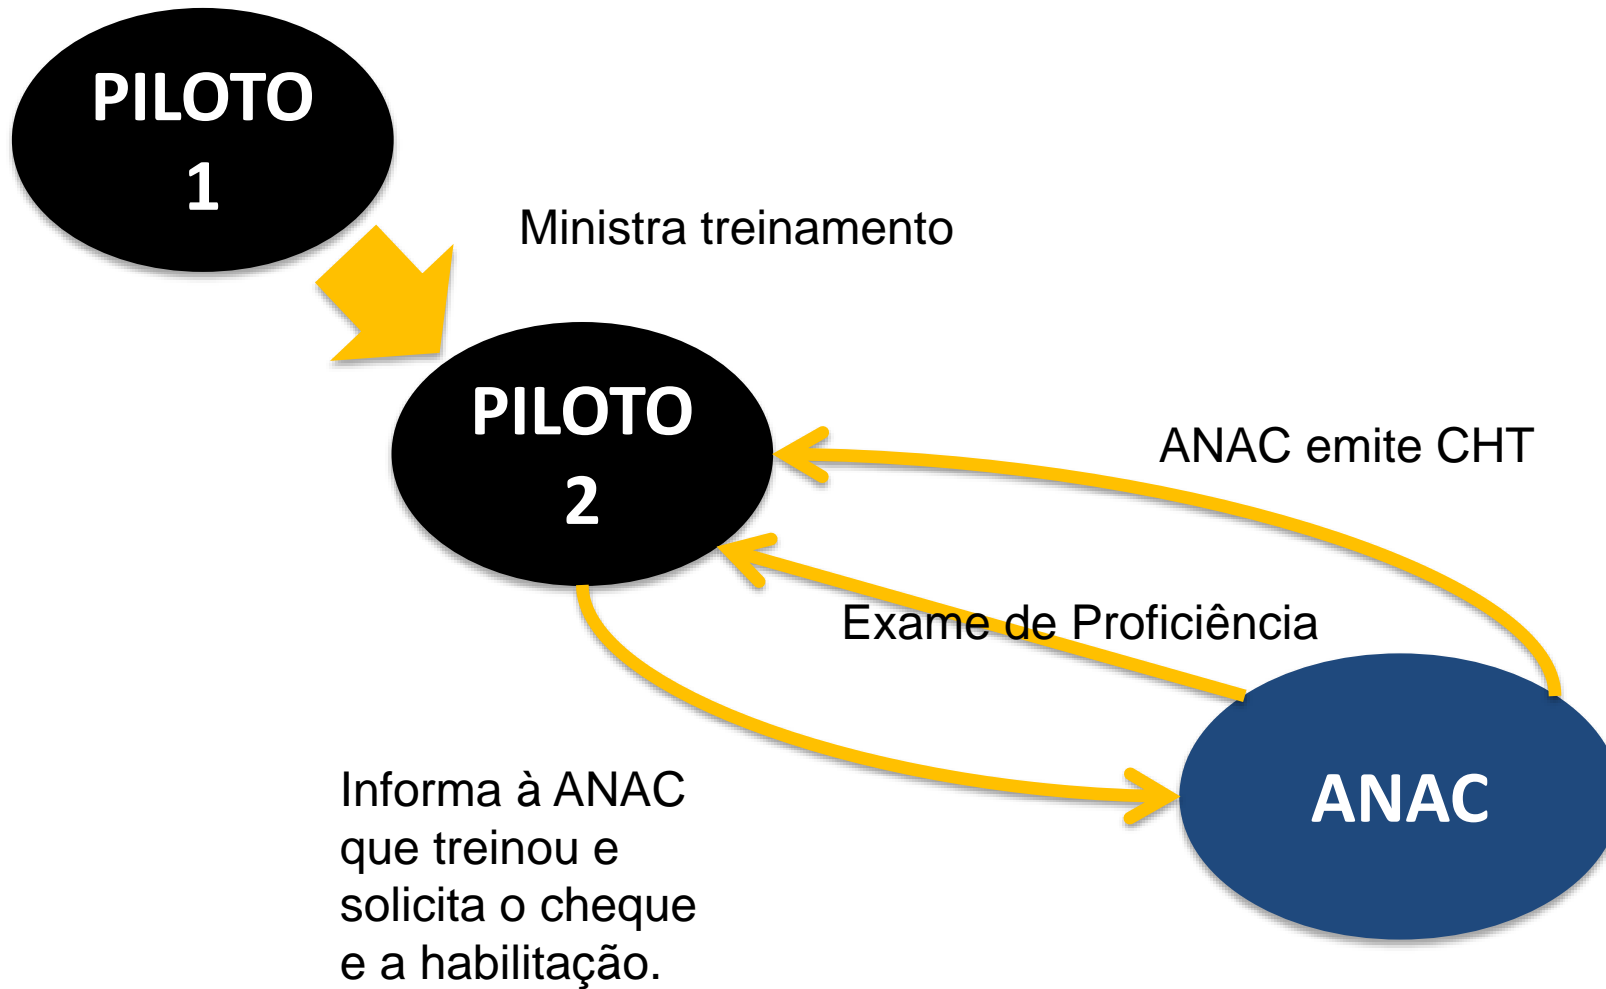 PILOTO
1
Ministra treinamento
PILOTO
2
ANAC emite CHT
Exame de Proficiência
ANAC
Informa à ANAC
que treinou e
solicita o cheque
e a habilitação.